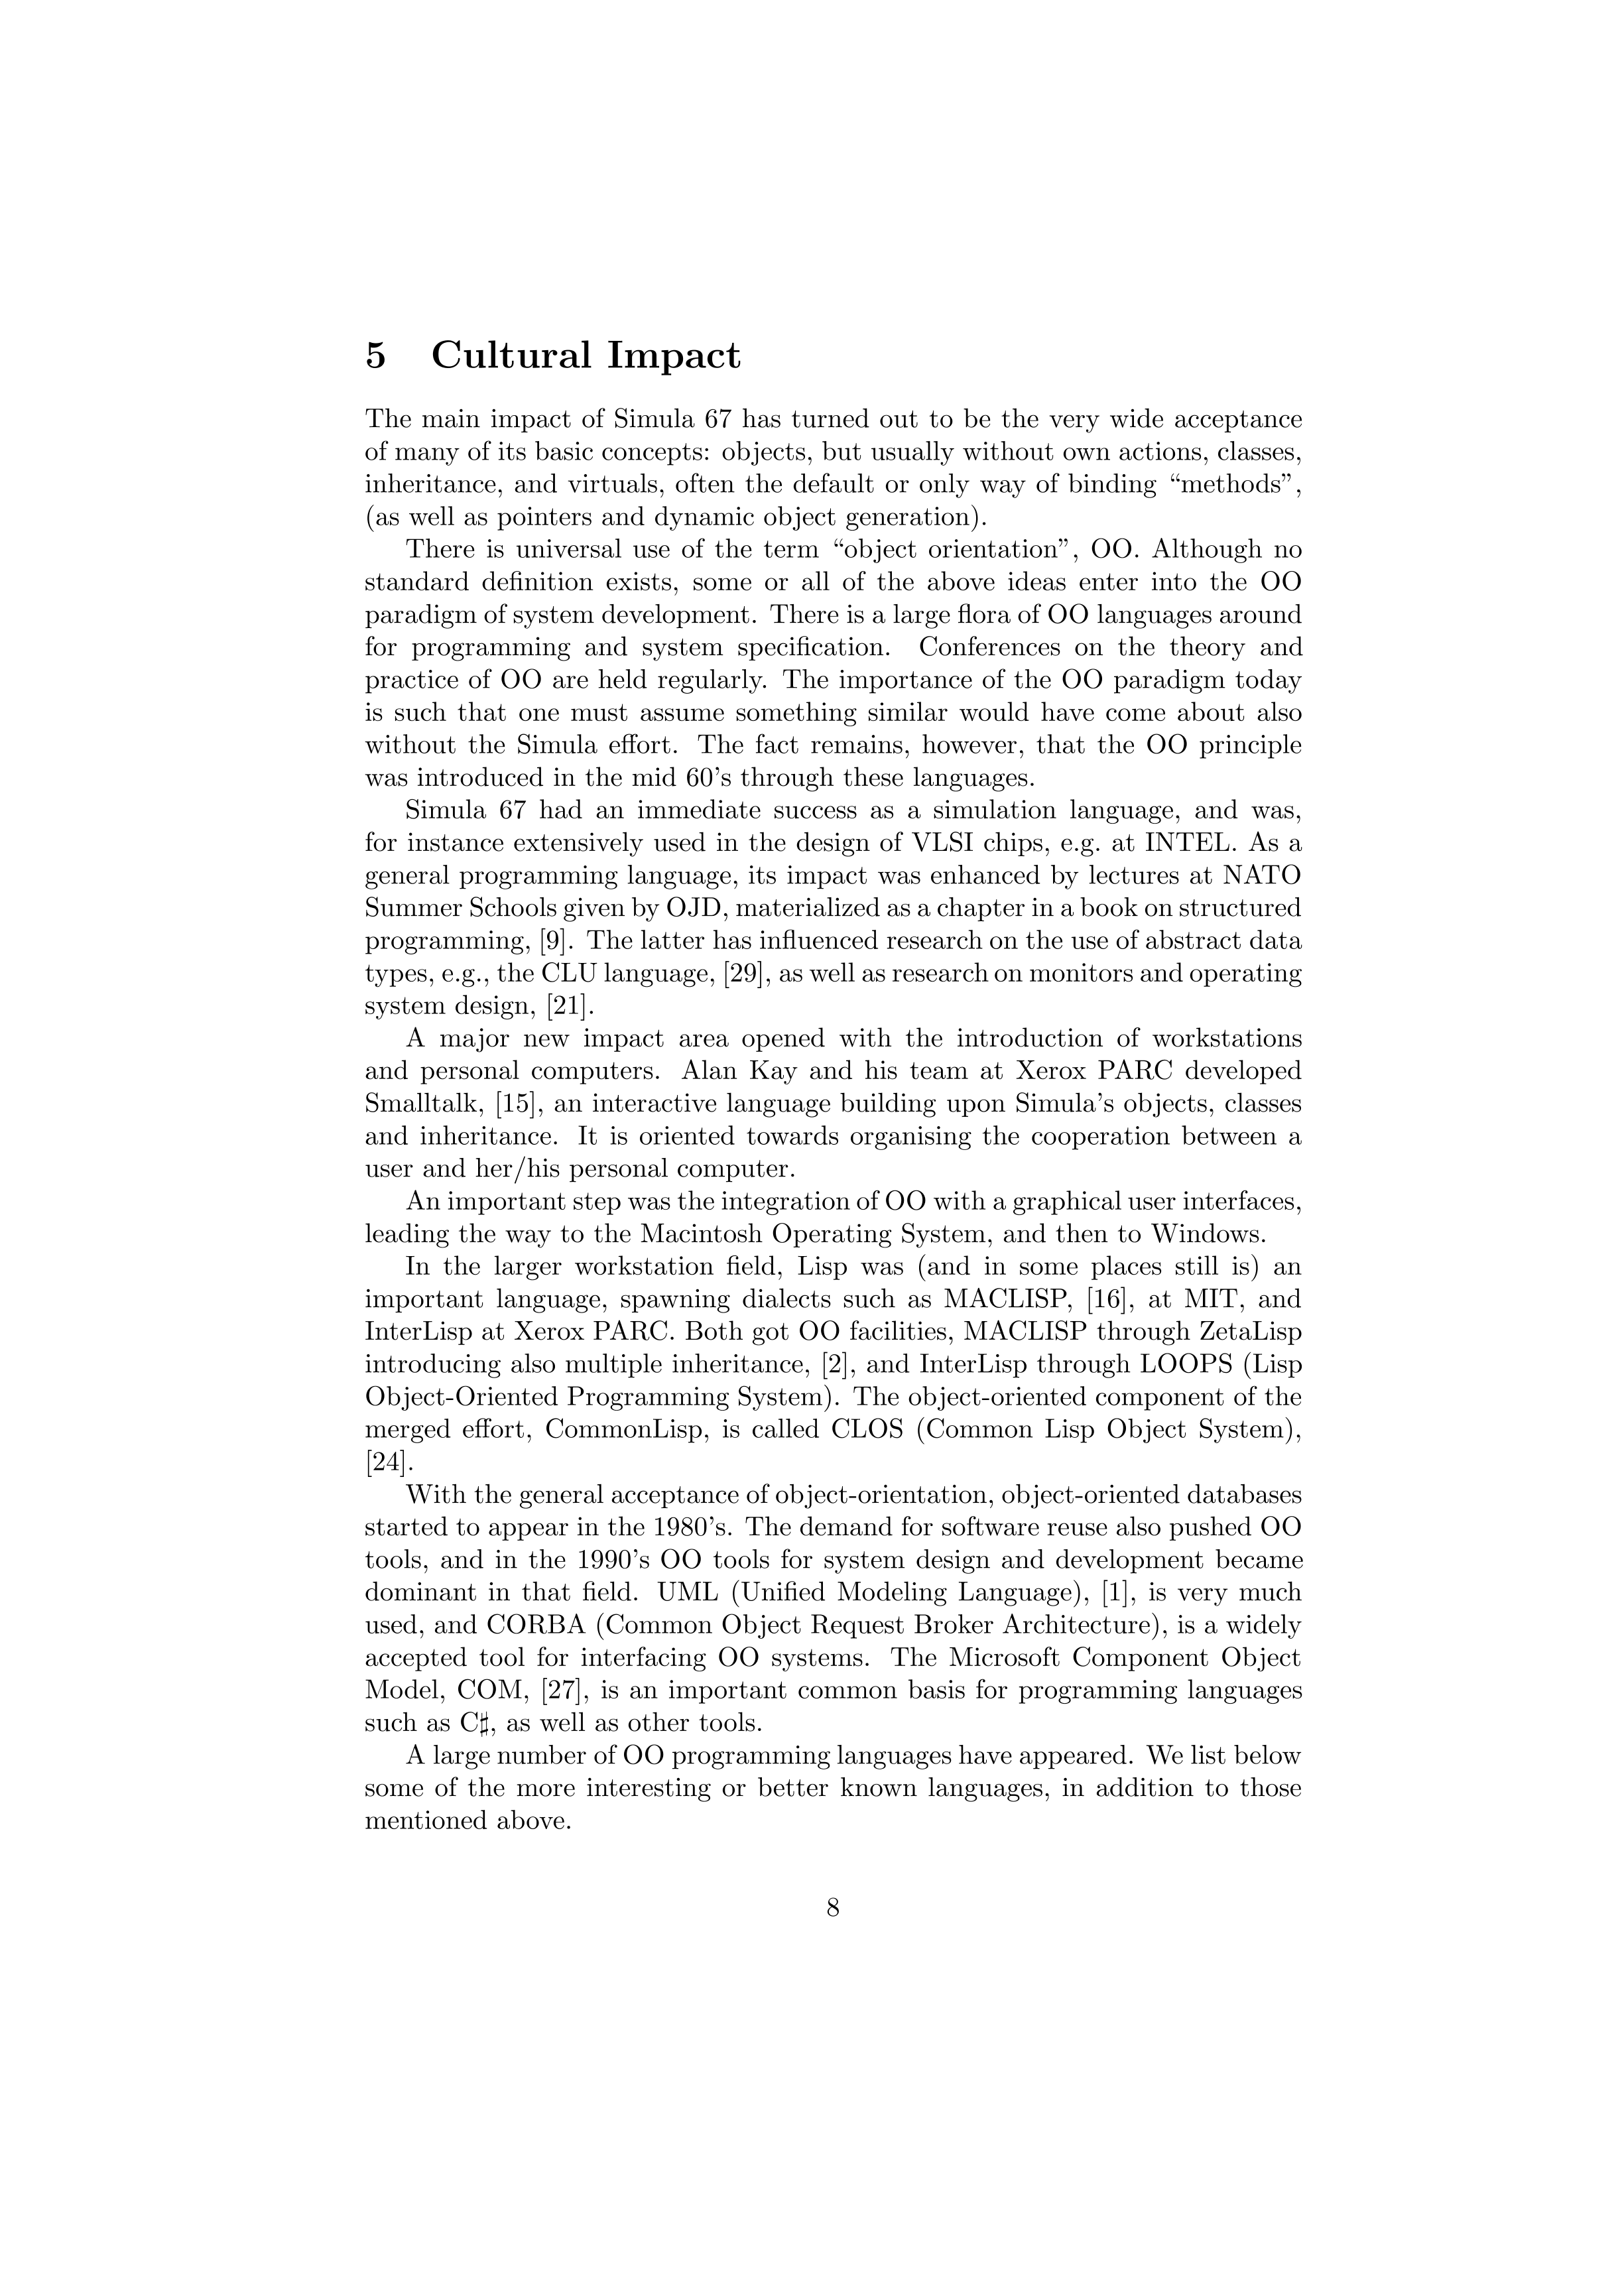 5 Cultural Impact
The main impact of Simula 67 has turned out to be the very wide acceptance
of many of its basic concepts: objects, but usually without own actions, classes,
inheritance, and virtuals, often the default or only way of binding “methods”,
(as well as pointers and dynamic object generation).
There is universal use of the term “object orientation”, OO. Although no
standard definition exists, some or all of the above ideas enter into the OO
paradigm of system development. There is a large flora of OO languages around
for programming and system specification. Conferences on the theory and
practice of OO are held regularly. The importance of the OO paradigm today
is such that one must assume something similar would have come about also
without the Simula effort. The fact remains, however, that the OO principle
was introduced in the mid 60’s through these languages.
Simula 67 had an immediate success as a simulation language, and was,
for instance extensively used in the design of VLSI chips, e.g. at INTEL. As a
general programming language, its impact was enhanced by lectures at NATO
Summer Schools given by OJD, materialized as a chapter in a book on structured
programming, [9]. The latter has influenced research on the use of abstract data
types, e.g., the CLU language, [29], as well as research on monitors and operating
system design, [21].
A major new impact area opened with the introduction of workstations
and personal computers. Alan Kay and his team at Xerox PARC developed
Smalltalk, [15], an interactive language building upon Simula’s objects, classes
and inheritance. It is oriented towards organising the cooperation between a
user and her/his personal computer.
An important step was the integration of OO with a graphical user interfaces,
leading the way to the Macintosh Operating System, and then to Windows.
In the larger workstation field, Lisp was (and in some places still is) an
important language, spawning dialects such as MACLISP, [16], at MIT, and
InterLisp at Xerox PARC. Both got OO facilities, MACLISP through ZetaLisp
introducing also multiple inheritance, [2], and InterLisp through LOOPS (Lisp
Object-Oriented Programming System). The object-oriented component of the
merged effort, CommonLisp, is called CLOS (Common Lisp Object System),
[24].
With the general acceptance of object-orientation, object-oriented databases
started to appear in the 1980’s. The demand for software reuse also pushed OO
tools, and in the 1990’s OO tools for system design and development became
dominant in that field. UML (Unified Modeling Language), [1], is very much
used, and CORBA (Common Object Request Broker Architecture), is a widely
accepted tool for interfacing OO systems. The Microsoft Component Object
Model, COM, [27], is an important common basis for programming languages
such as C♯, as well as other tools.
A large number of OO programming languages have appeared. We list below
some of the more interesting or better known languages, in addition to those
mentioned above.
8